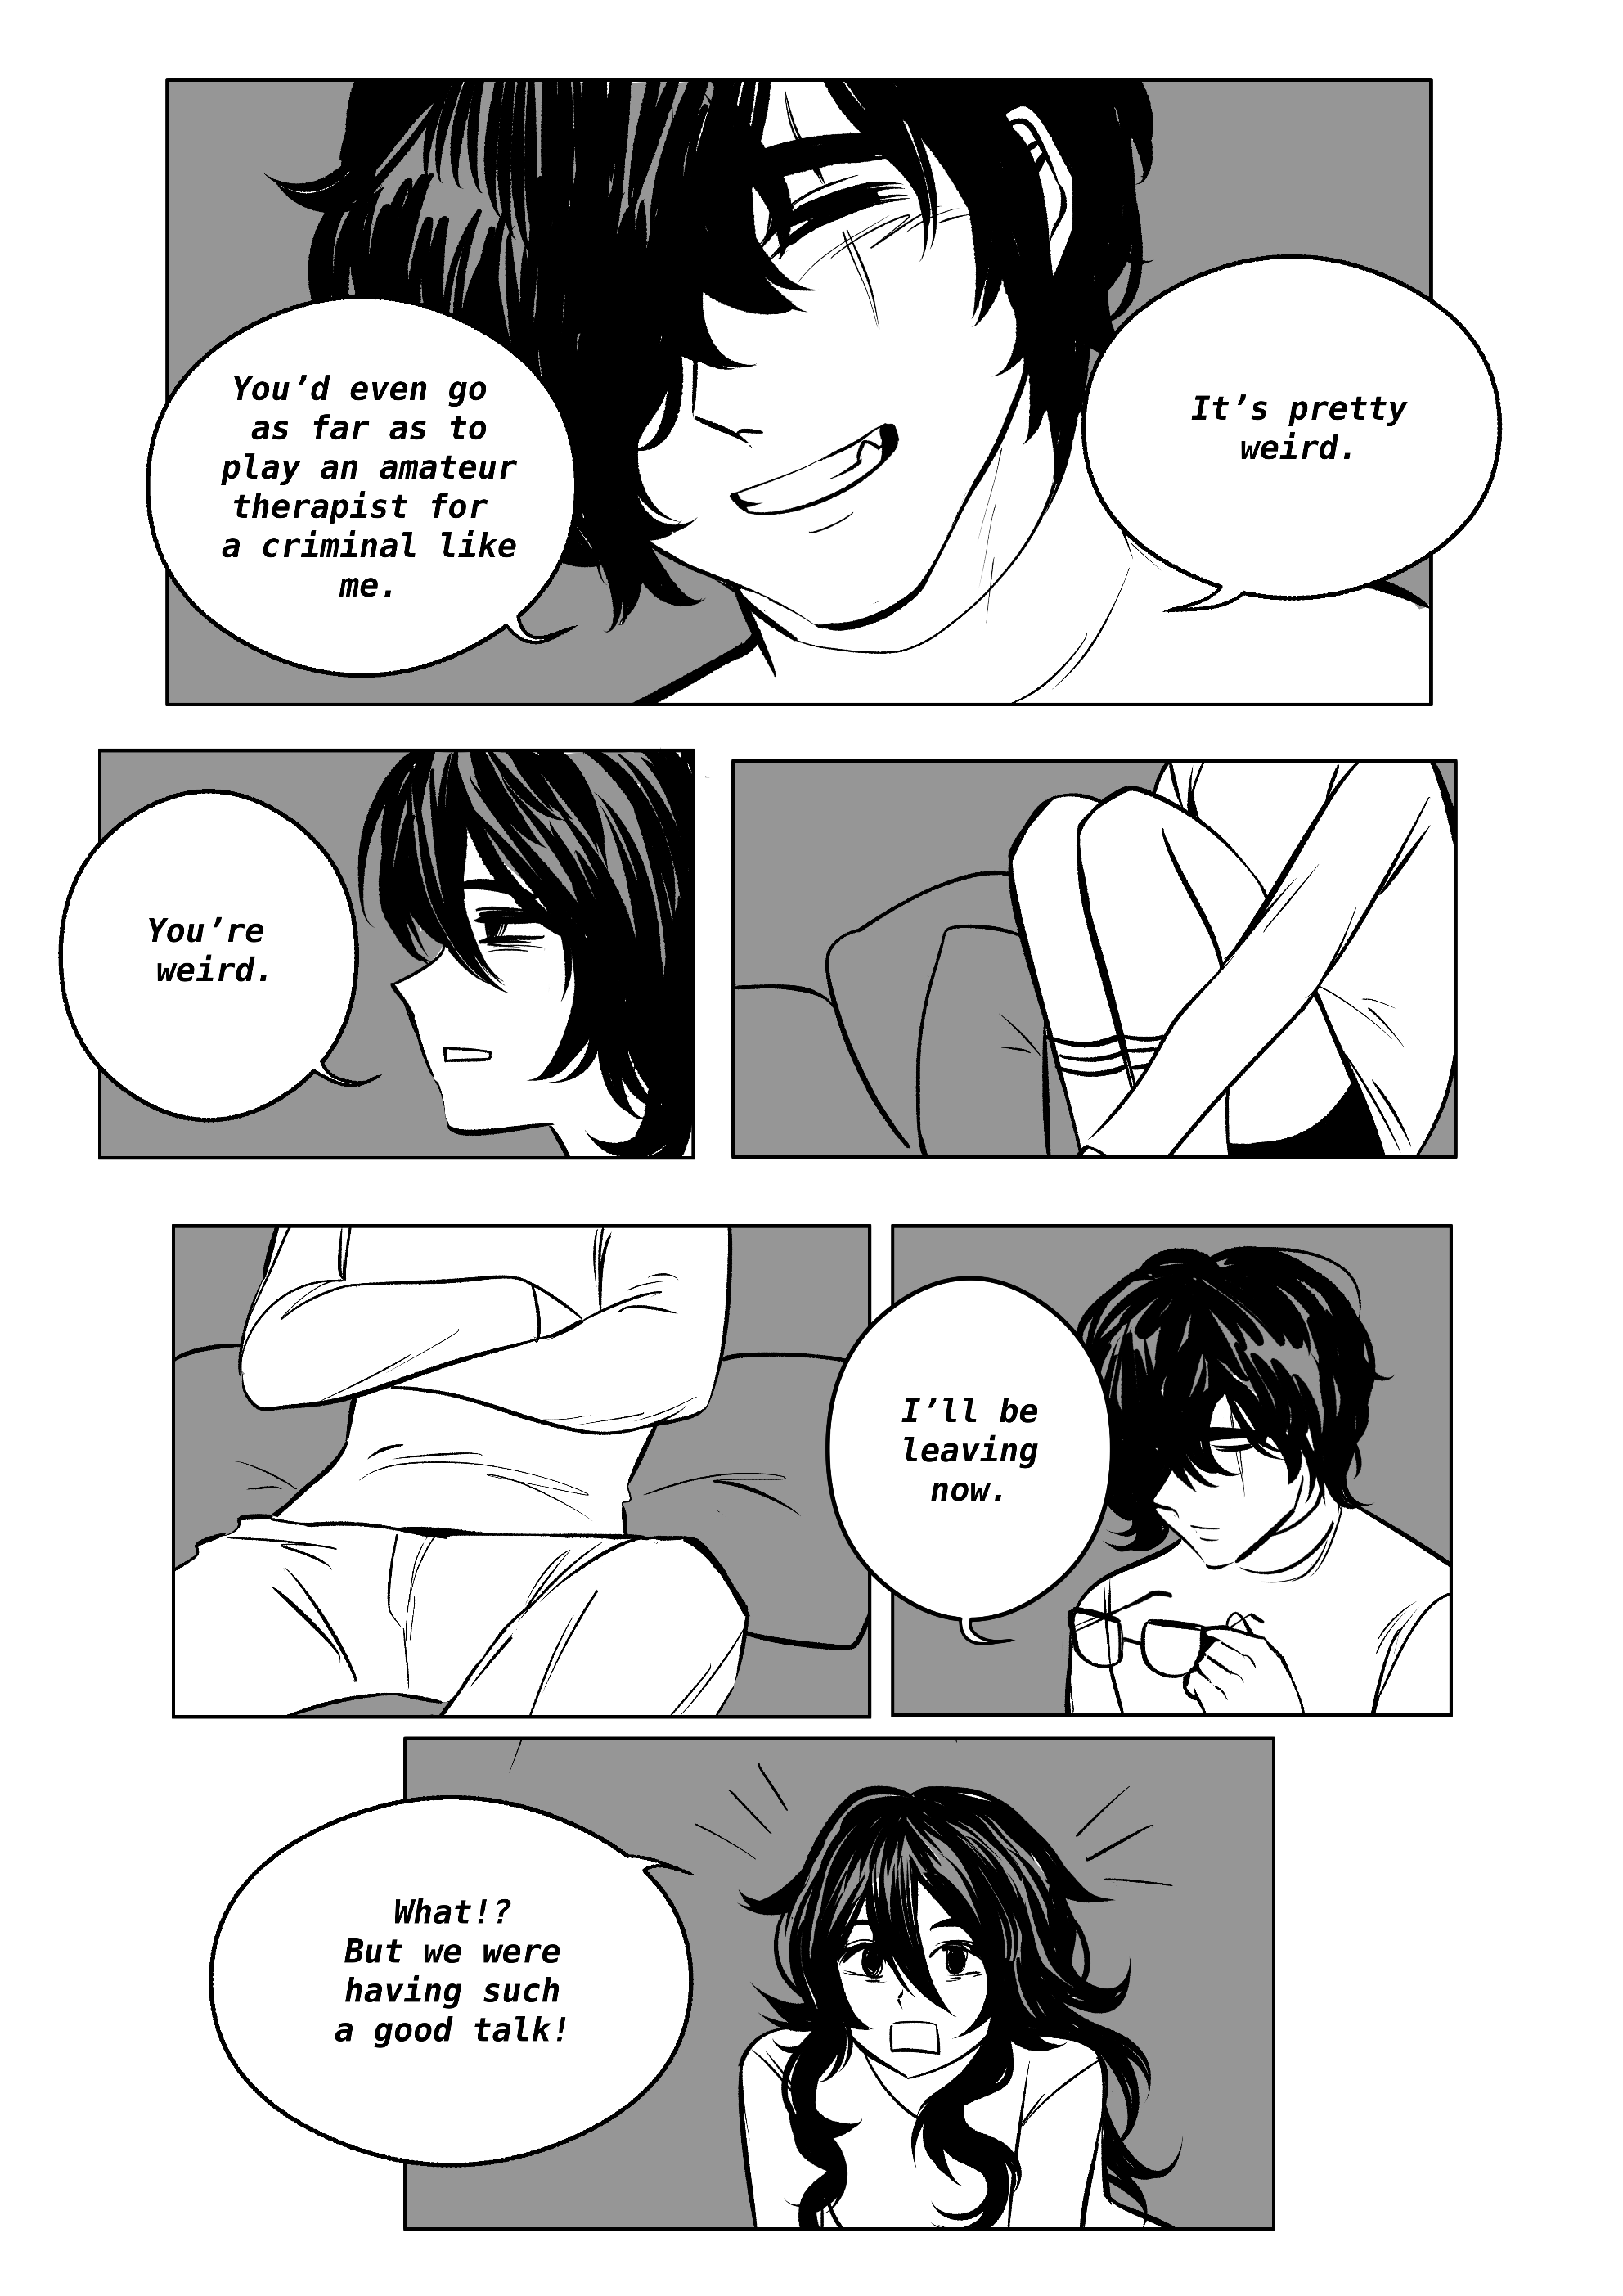 You’d even go
as far as to
play an amateur
therapist for
a criminal like
me.
It’s pretty
weird.
You’re
weird.
I’ll be
leaving
now.
What!?
But we were
having such
a good talk!